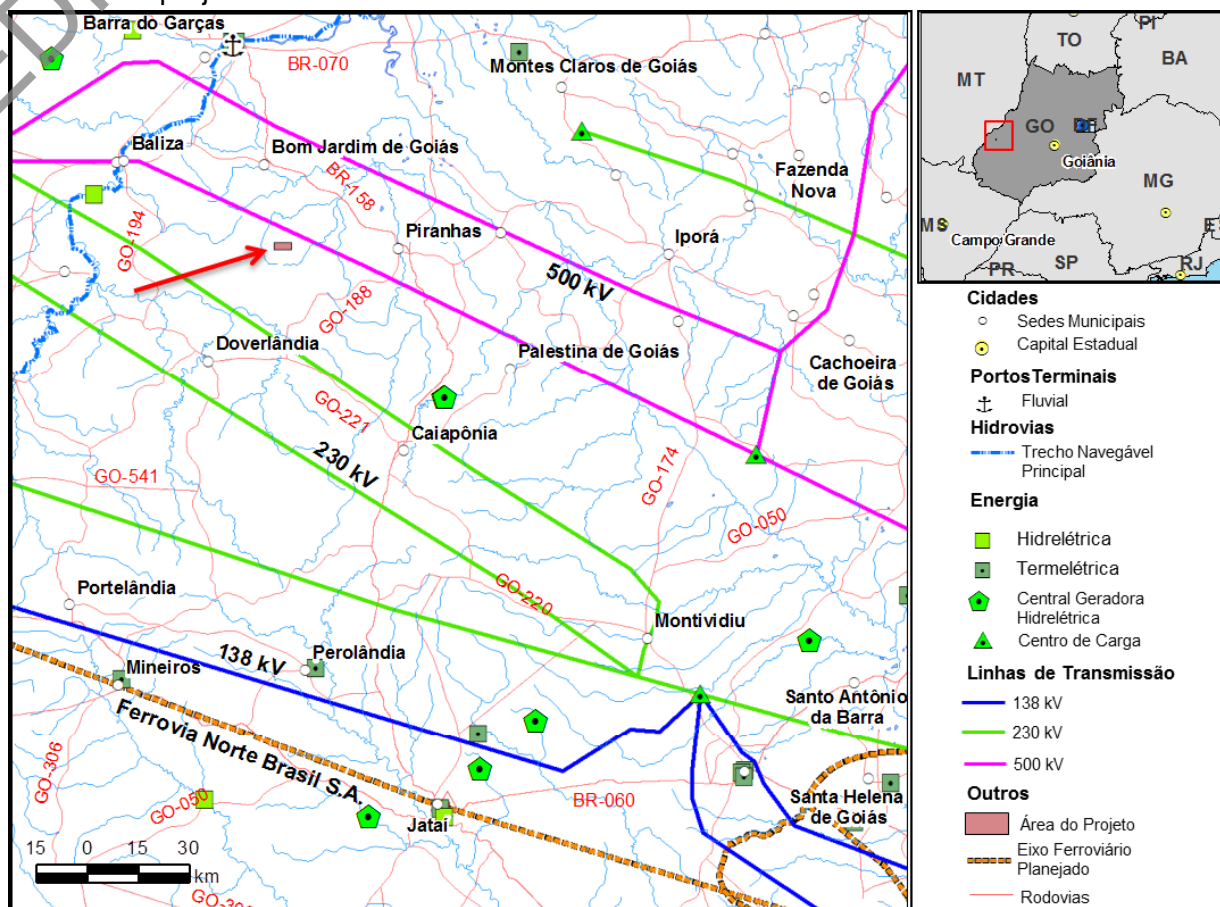 Barra do Garças
BR-070
Montes Claros de Goiás
Baliza
Bom Jardim de Goiás
BR-158
Fazenda
Nova
GO-194
Piranhas
Iporá
500 kV
GO-188
Doverlândia
Palestina de Goiás
Cachoeira
de Goiás
GO-221
Caiapônia
230 kV
GO-174
GO-541
GO-050
GO-220
Portelândia
Montividiu
138 kV
Perolândia
Mineiros
Santo Antônio
da Barra
Ferrovia Norte Brasil S.A.
GO-306
GO-050
BR-060
Santa Helena
de Goiás
Jataí
15 0 15 30
km
TO
PI
BA
MT
GO
DF
Goiânia
MG
MS
Campo Grande
SP
PR
RJ
Cidades
Sedes Municipais
Capital Estadual
Portos Terminais
Fluvial
Hidrovias
Trecho Navegável
Principal
Energia
Hidrelétrica
Termelétrica
Central Geradora
Hidrelétrica
Centro de Carga
Linhas de Transmissão
138 kV
230 kV
500 kV
Outros
Área do Projeto
Eixo Ferroviário
Planejado
Rodovias